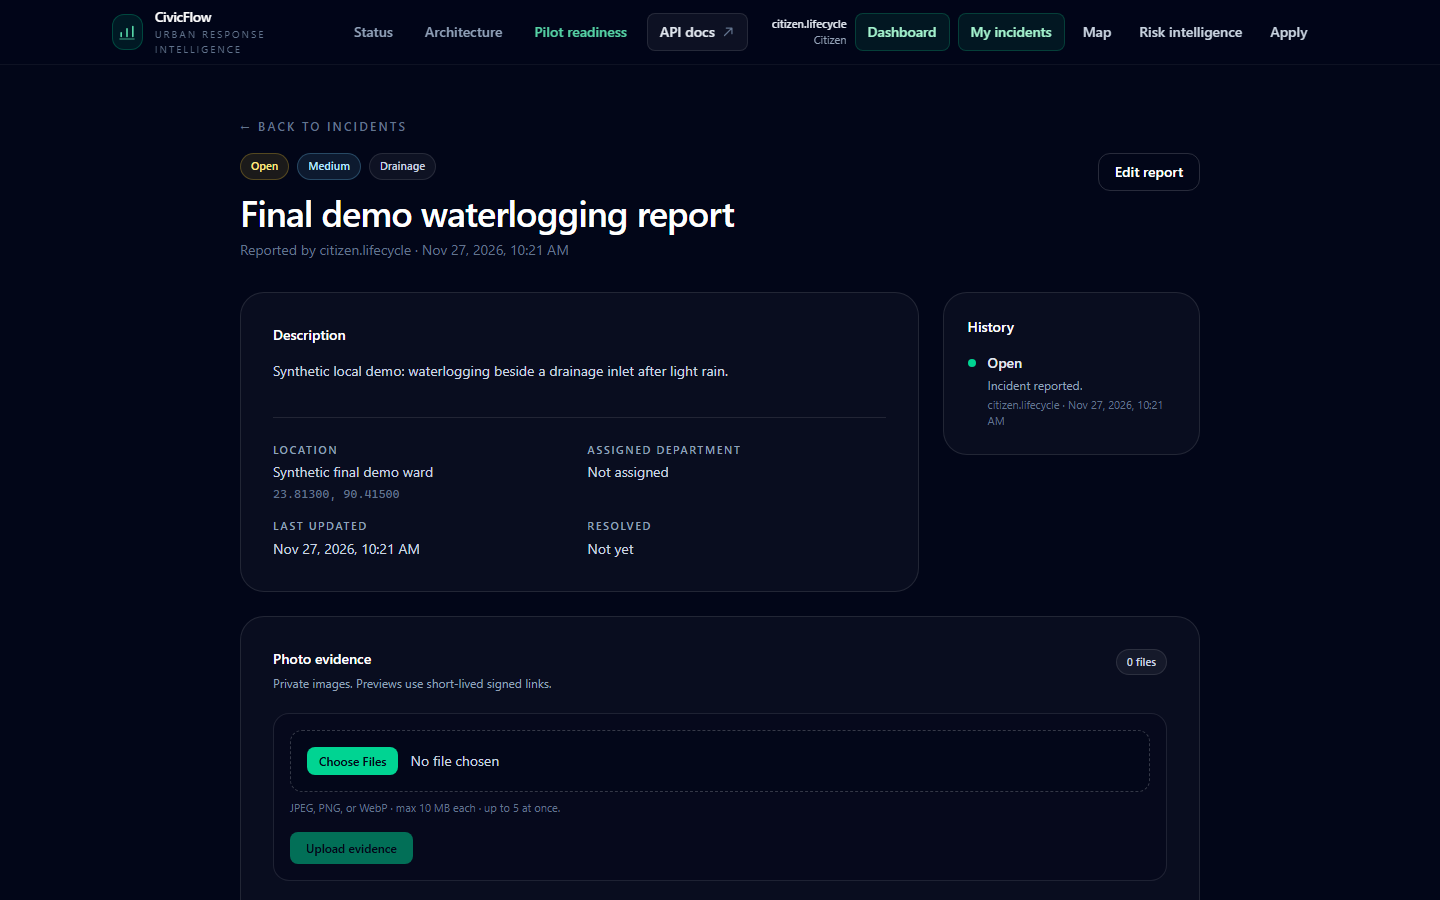 CivicFlow
URBAN RESPONSE
INTELLIGENCE
Status
Architecture
Pilot readiness
API docs ↗
citizen.lifecycle
Citizen
Dashboard
My incidents
Map
Risk intelligence
Apply
← BACK TO INCIDENTS
Open
Medium
Drainage
Edit report
Final demo waterlogging report
Reported by citizen.lifecycle · Nov 27, 2026, 10:21 AM
Description
Synthetic local demo: waterlogging beside a drainage inlet after light rain.
LOCATION
Synthetic final demo ward
23.81300, 90.41500
ASSIGNED DEPARTMENT
Not assigned
LAST UPDATED
Nov 27, 2026, 10:21 AM
RESOLVED
Not yet
History
Open
Incident reported.
citizen.lifecycle · Nov 27, 2026, 10:21
AM
Photo evidence
0 files
Private images. Previews use short-lived signed links.
Choose Files
No file chosen
JPEG, PNG, or WebP · max 10 MB each · up to 5 at once.
Upload evidence